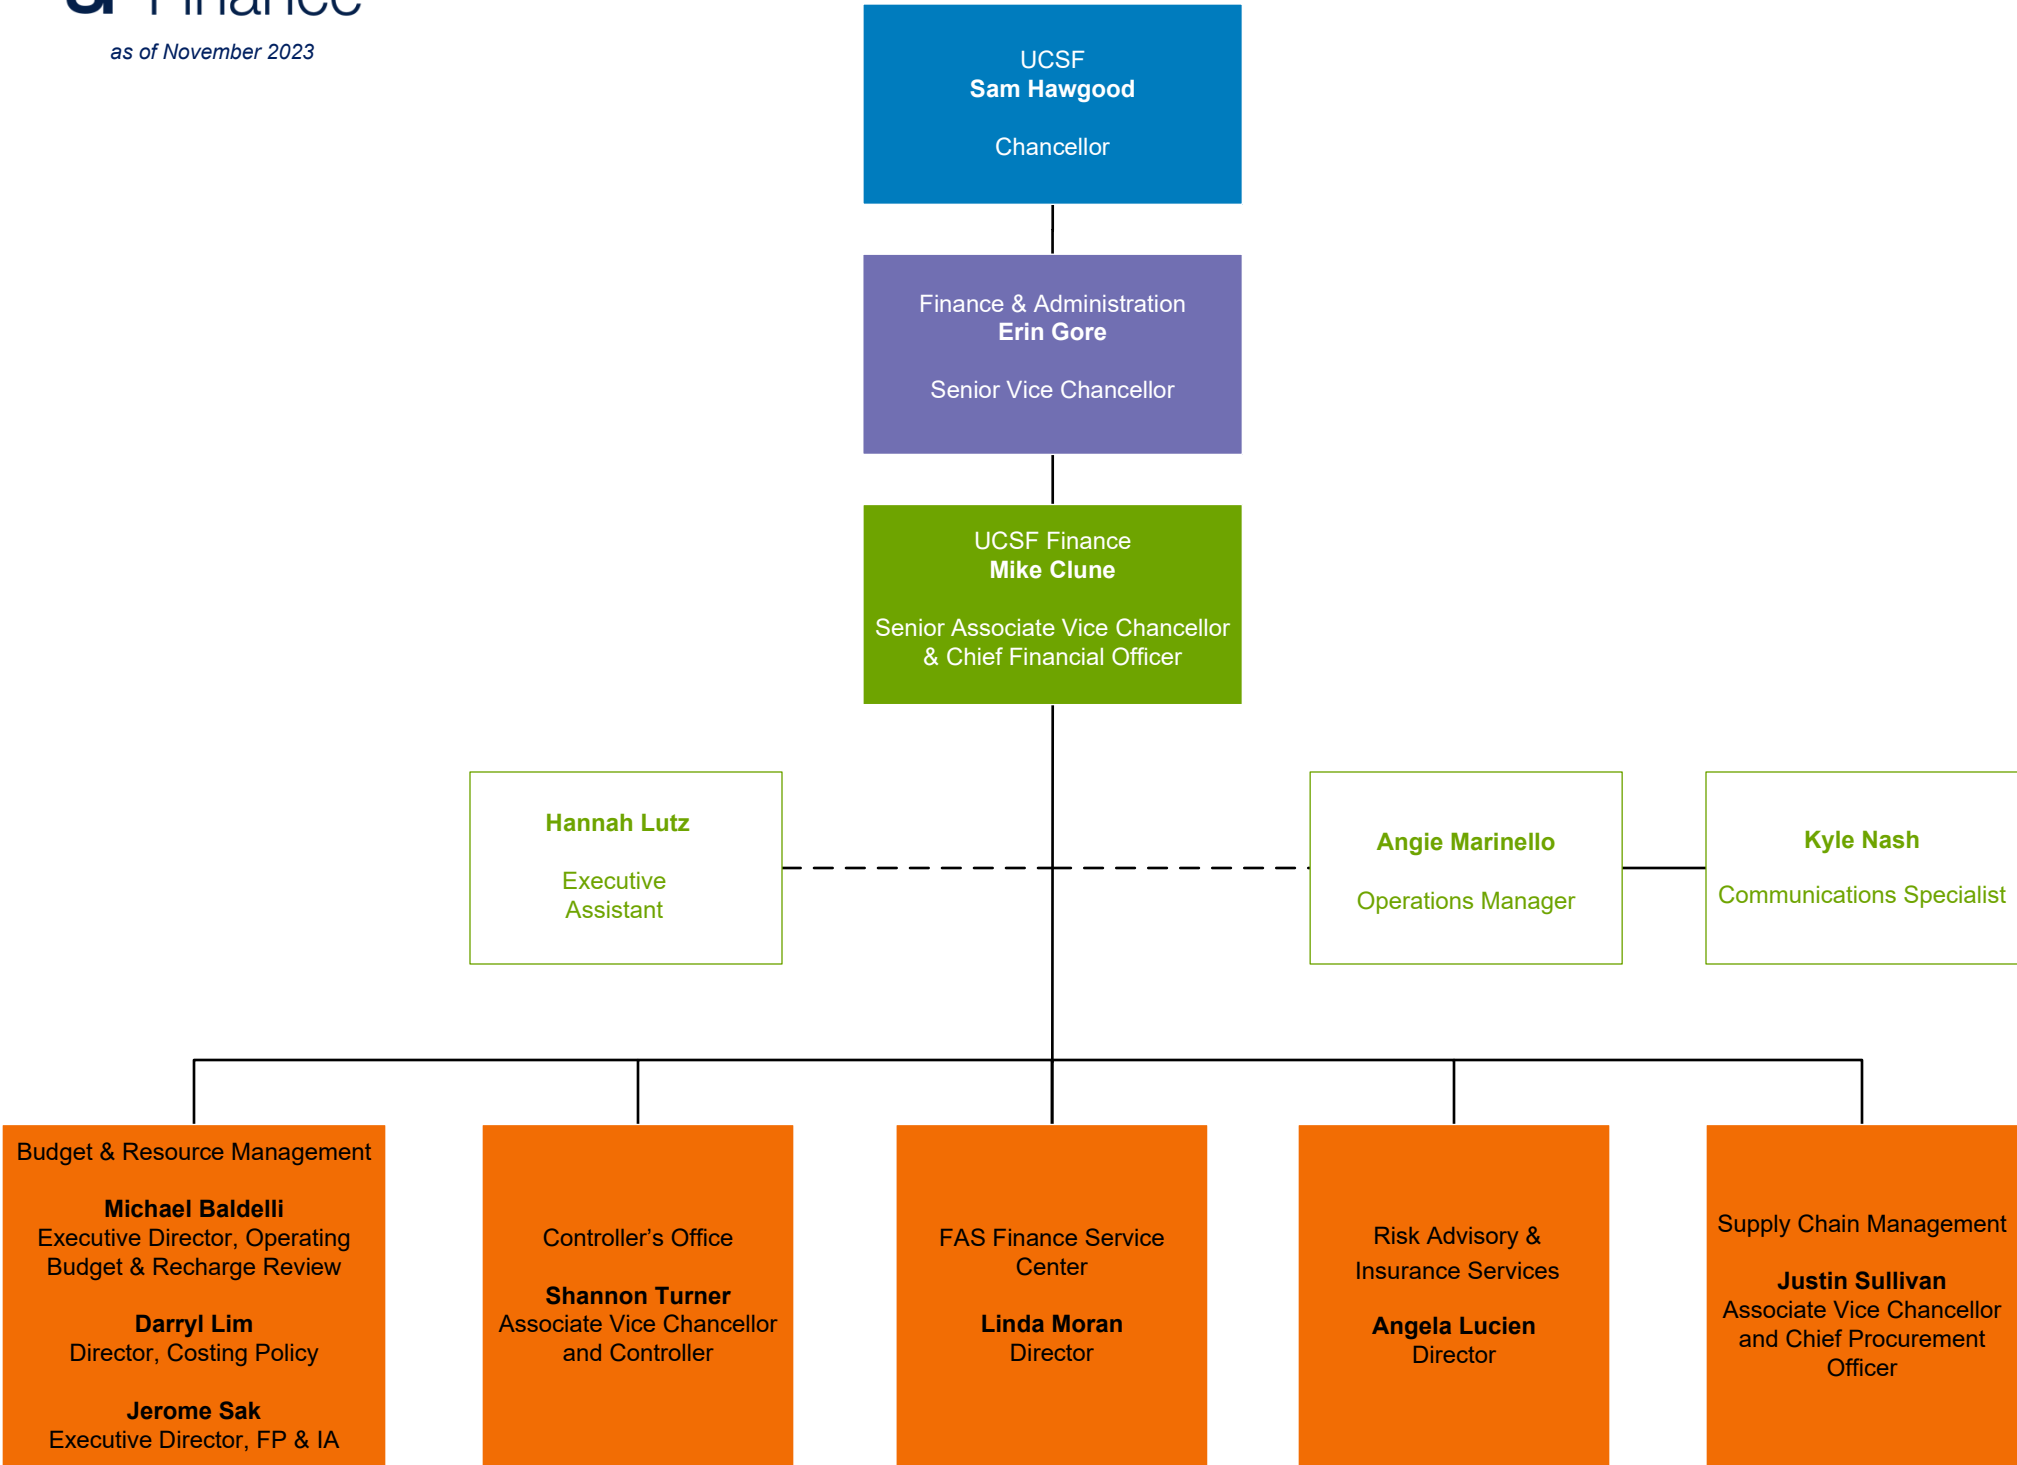 Finance
as of November 2023
UCSF
Sam Hawgood
Chancellor
Finance & Administration
Erin Gore
Senior Vice Chancellor
UCSF Finance
Mike Clune
Senior Associate Vice Chancellor
& Chief Financial Officer
Hannah Lutz
Executive
Assistant
Angie Marinello
Operations Manager
Kyle Nash
Communications Specialist
Budget & Resource Management
Michael Baldelli
Executive Director, Operating
Budget & Recharge Review
Darryl Lim
Director, Costing Policy
Jerome Sak
Executive Director, FP & IA
Controller’s Office
Shannon Turner
Associate Vice Chancellor
and Controller
FAS Finance Service
Center
Linda Moran
Director
Risk Advisory &
Insurance Services
Angela Lucien
Director
Supply Chain Management
Justin Sullivan
Associate Vice Chancellor
and Chief Procurement
Officer